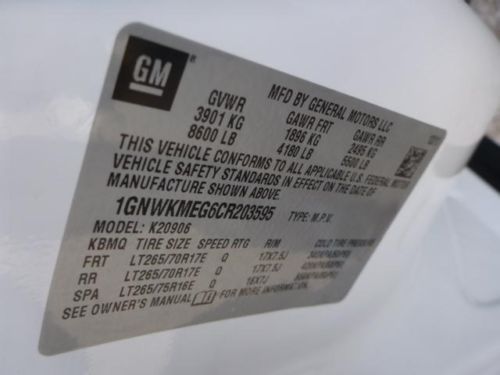 GM ®
MFD BY GENERAL MOTORS LLC
GVWR GAWR FRT GAWR RR
3901 KG 1896 KG 2495 KG
8600 LB 4180 LB 5500 LB
THIS VEHICLE CONFORMS TO ALL APPLICABLE U.S.
FEDERAL MOTOR VEHICLE SAFETY STANDARDS IN EFFECT ON THE DATE OF
MANUFACTURE SHOWN ABOVE.
1GNWKMEG6CR203595 TYPE: M.P.V.
MODEL: K20906
KBMQ TIRE SIZE SPEED RTG RIM COLD TIRE PRESSURE
FRT LT265/70R17E Q 17X7.5J
RR LT265/70R17E Q 17X7.5J
SPA LT265/75R16E Q 16X7J
SEE OWNER'S MANUAL FOR MORE INFORMATION.